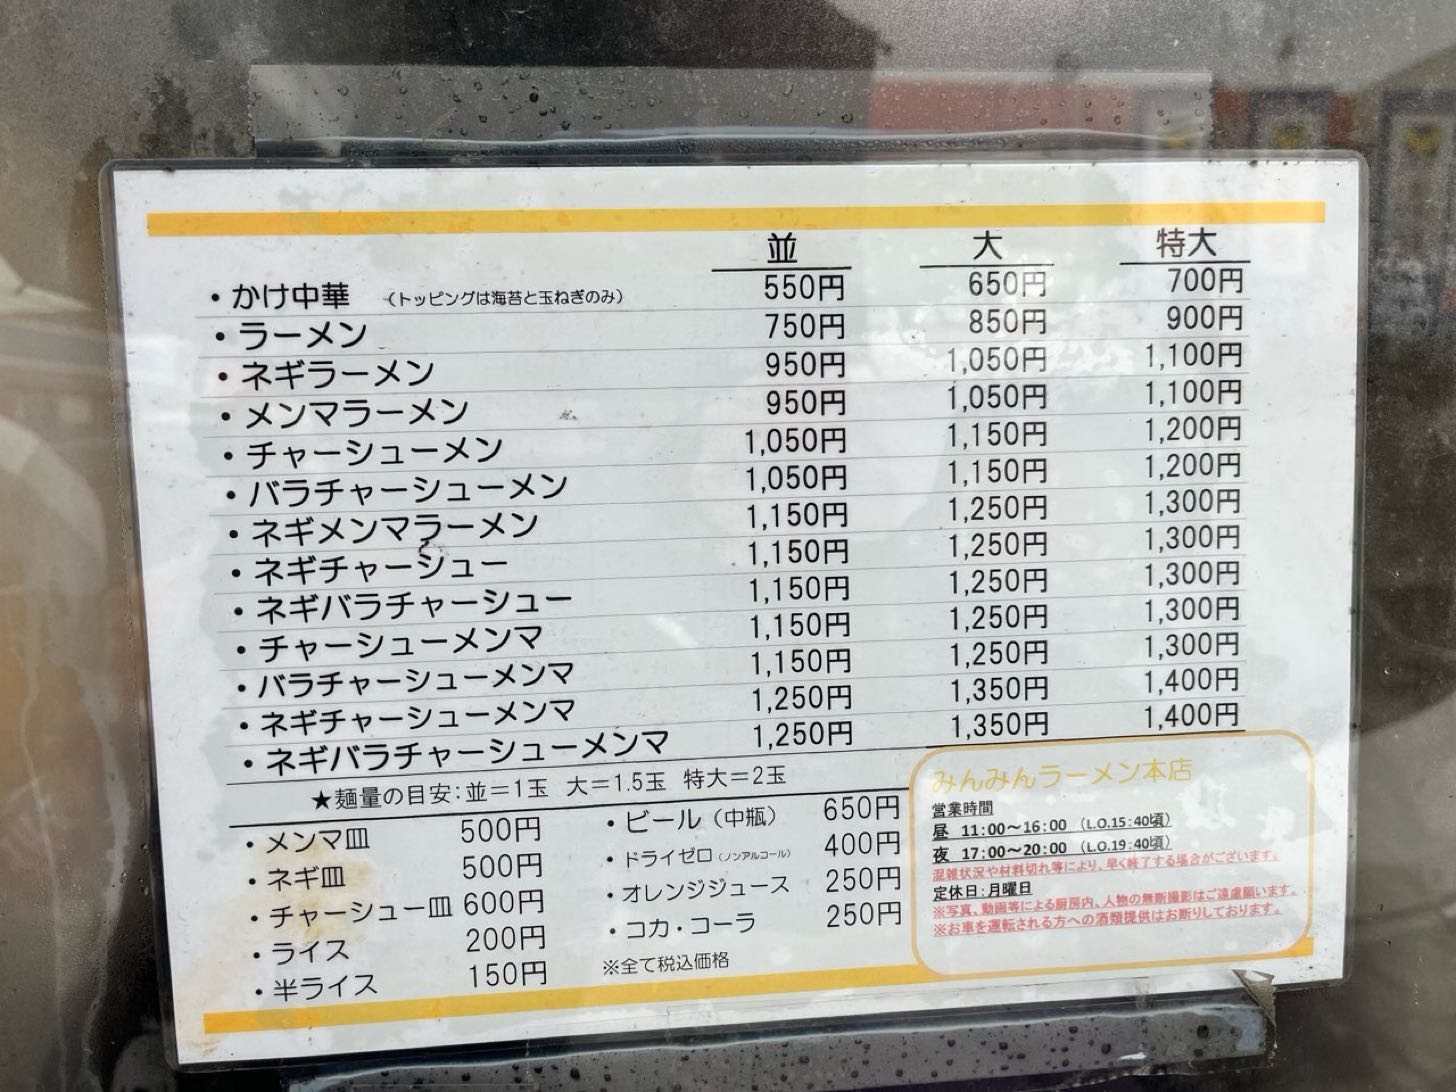 並 大 特大
・かけ中華 （トッピングは海苔と玉ねぎのみ） 550円 650円 700円
・ラーメン 750円 850円 900円
・ネギラーメン 950円 1,050円 1,100円
・メンマラーメン 950円 1,050円 1,100円
・チャーシューメン 1,050円 1,150円 1,200円
・バラチャーシューメン 1,050円 1,150円 1,200円
・ネギメンマラーメン 1,150円 1,250円 1,300円
・ネギチャーシュー 1,150円 1,250円 1,300円
・ネギバラチャーシュー 1,150円 1,250円 1,300円
・チャーシューメンマ 1,150円 1,250円 1,300円
・バラチャーシューメンマ 1,150円 1,250円 1,300円
・ネギチャーシューメンマ 1,250円 1,350円 1,400円
・ネギバラチャーシューメンマ 1,250円 1,350円 1,400円
★麺量の目安：並＝1玉 大＝1.5玉 特大＝2玉
・メンマ皿 500円
・ネギ皿 500円
・チャーシュー皿 600円
・ライス 200円
・半ライス 150円
・ビール（中瓶） 650円
・ドライゼロ（ノンアルコール） 400円
・オレンジジュース 250円
・コカ・コーラ 250円
※全て税込価格
みんみんラーメン本店
営業時間
昼 11:00～16:00 （L.O.15:40頃）
夜 17:00～20:00 （L.O.19:40頃）
混雑状況や材料切れ等により、早く終了する場合がございます。
定休日：月曜日
※写真、動画等による厨房内、人物の無断撮影はご遠慮願います。
※お車を運転される方への酒類提供はお断りしております。